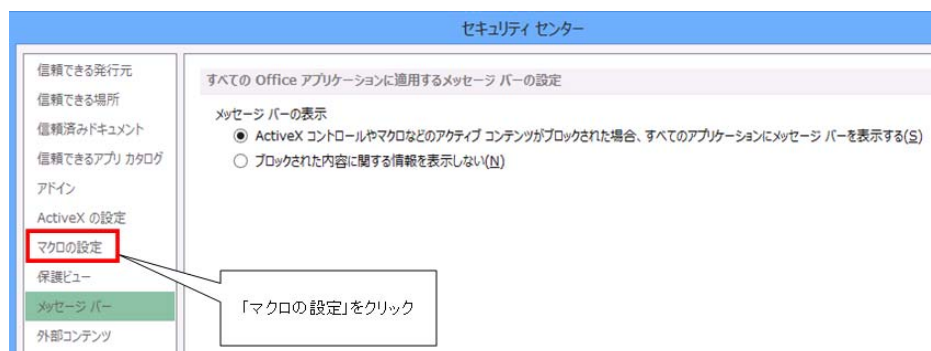 セキュリティ センター
信頼できる発行元
信頼できる場所
信頼済みドキュメント
信頼できるアプリ カタログ
アドイン
ActiveX の設定
マクロの設定
保護ビュー
メッセージ バー
外部コンテンツ
すべての Office アプリケーションに適用するメッセージ バーの設定
メッセージ バーの表示
ActiveX コントロールやマクロなどのアクティブ コンテンツがブロックされた場合、すべてのアプリケーションにメッセージ バーを表示する(S)
ブロックされた内容に関する情報を表示しない(N)
「マクロの設定」をクリック